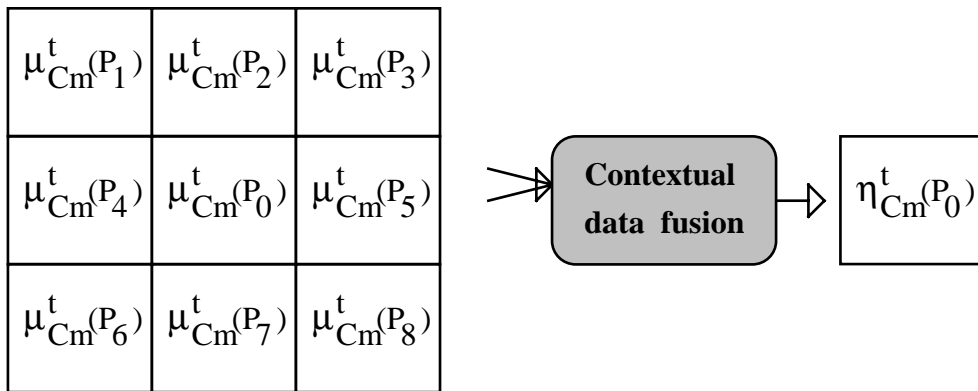 μ^t_Cm(P_1) μ^t_Cm(P_2) μ^t_Cm(P_3)
μ^t_Cm(P_4) μ^t_Cm(P_0) μ^t_Cm(P_5)
μ^t_Cm(P_6) μ^t_Cm(P_7) μ^t_Cm(P_8)
Contextual
data fusion
η^t_Cm(P_0)